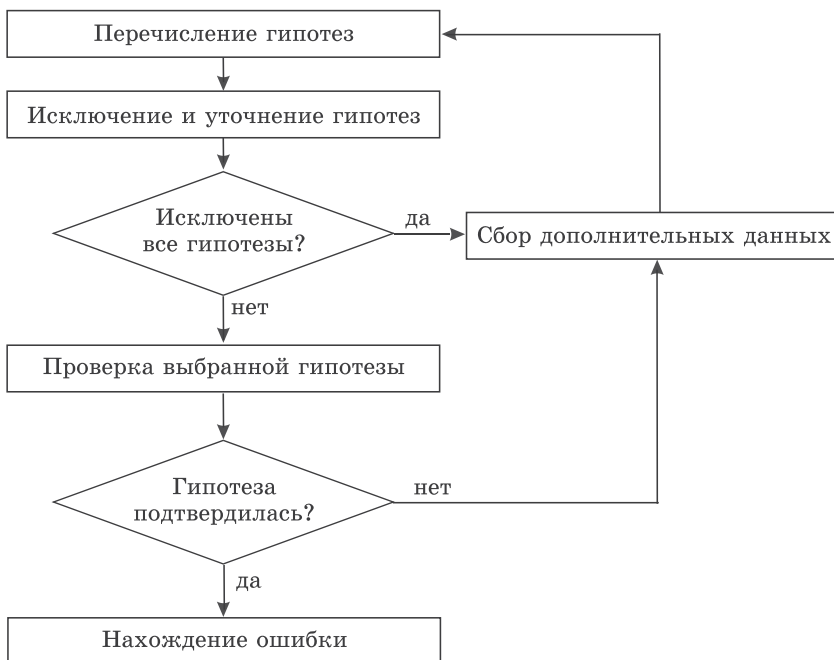 Перечисление гипотез
Исключение и уточнение гипотез
Исключены
все гипотезы?
да
Сбор дополнительных данных
нет
Проверка выбранной гипотезы
Гипотеза
подтвердилась?
нет
да
Нахождение ошибки